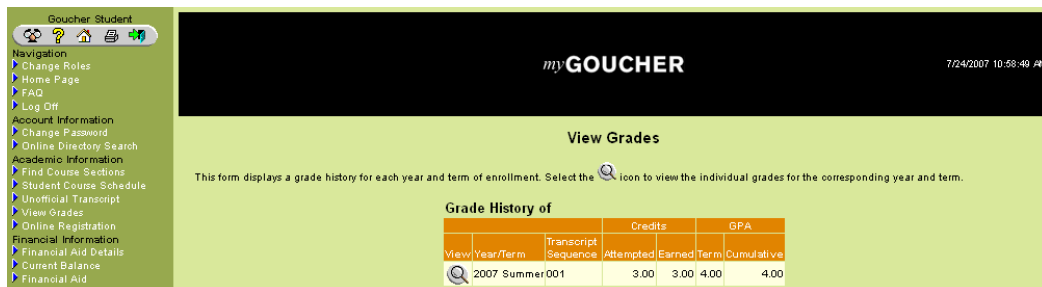 Goucher Student
Navigation
Change Roles
Home Page
FAQ
Log Off
Account Information
Change Password
Online Directory Search
Academic Information
Find Course Sections
Student Course Schedule
Unofficial Transcript
View Grades
Online Registration
Financial Information
Financial Aid Details
Current Balance
Financial Aid
myGOUCHER
7/24/2007 10:58:49 AM
View Grades
This form displays a grade history for each year and term of enrollment. Select the icon to view the individual grades for the corresponding year and term.
Grade History of
Credits GPA
View Year/Term Transcript Sequence Attempted Earned Term Cumulative
2007 Summer 001 3.00 3.00 4.00 4.00